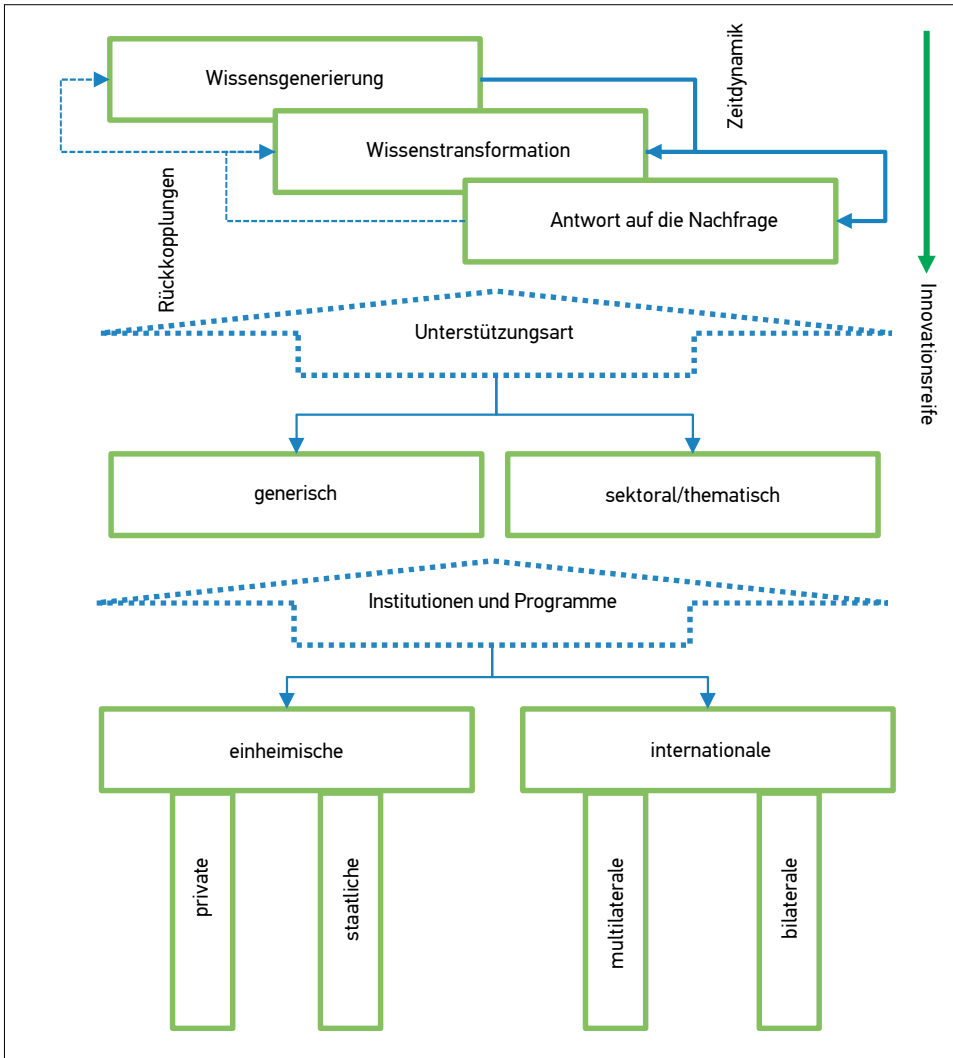 Wissensgenerierung
Zeitdynamik
Wissenstransformation
Antwort auf die Nachfrage
Rückkopplungen
Innovationsreife
Unterstützungsart
generisch
sektoral/thematisch
Institutionen und Programme
einheimische
internationale
private
staatliche
multilaterale
bilaterale